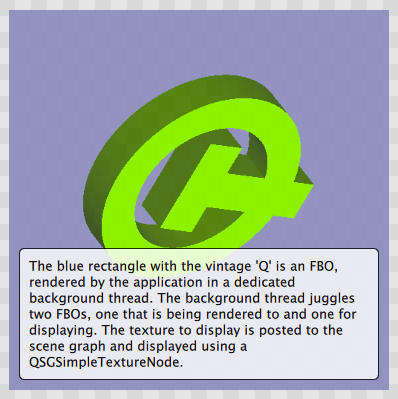 The blue rectangle with the vintage 'Q' is an FBO,
rendered by the application in a dedicated
background thread. The background thread juggles
two FBOs, one that is being rendered to and one for
displaying. The texture to display is posted to the
scene graph and displayed using a
QSGSimpleTextureNode.